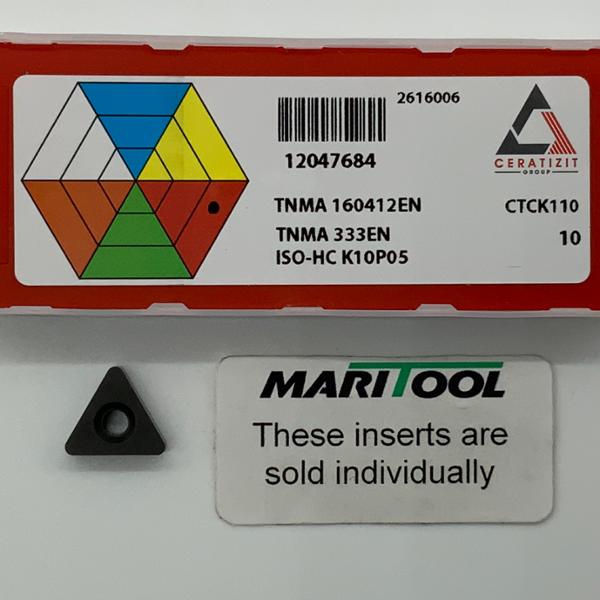 2616006
12047684
CERATIZIT
GROUP
TNMA 160412EN
CTCK110
TNMA 333EN
10
ISO-HC K10P05
MARITOOL
These inserts are
sold individually